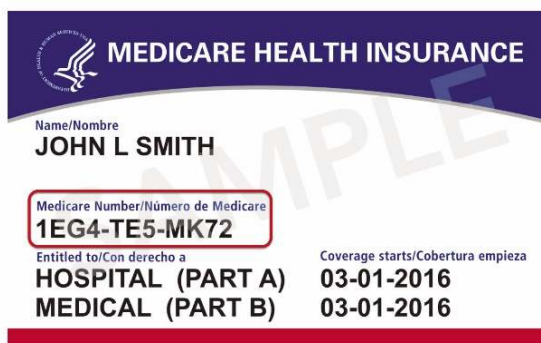 MEDICARE HEALTH INSURANCE
Name/Nombre
JOHN L SMITH
Medicare Number/Número de Medicare
1EG4-TE5-MK72
Entitled to/Con derecho a
Coverage starts/Cobertura empieza
HOSPITAL (PART A) 03-01-2016
MEDICAL (PART B) 03-01-2016
SAMPLE